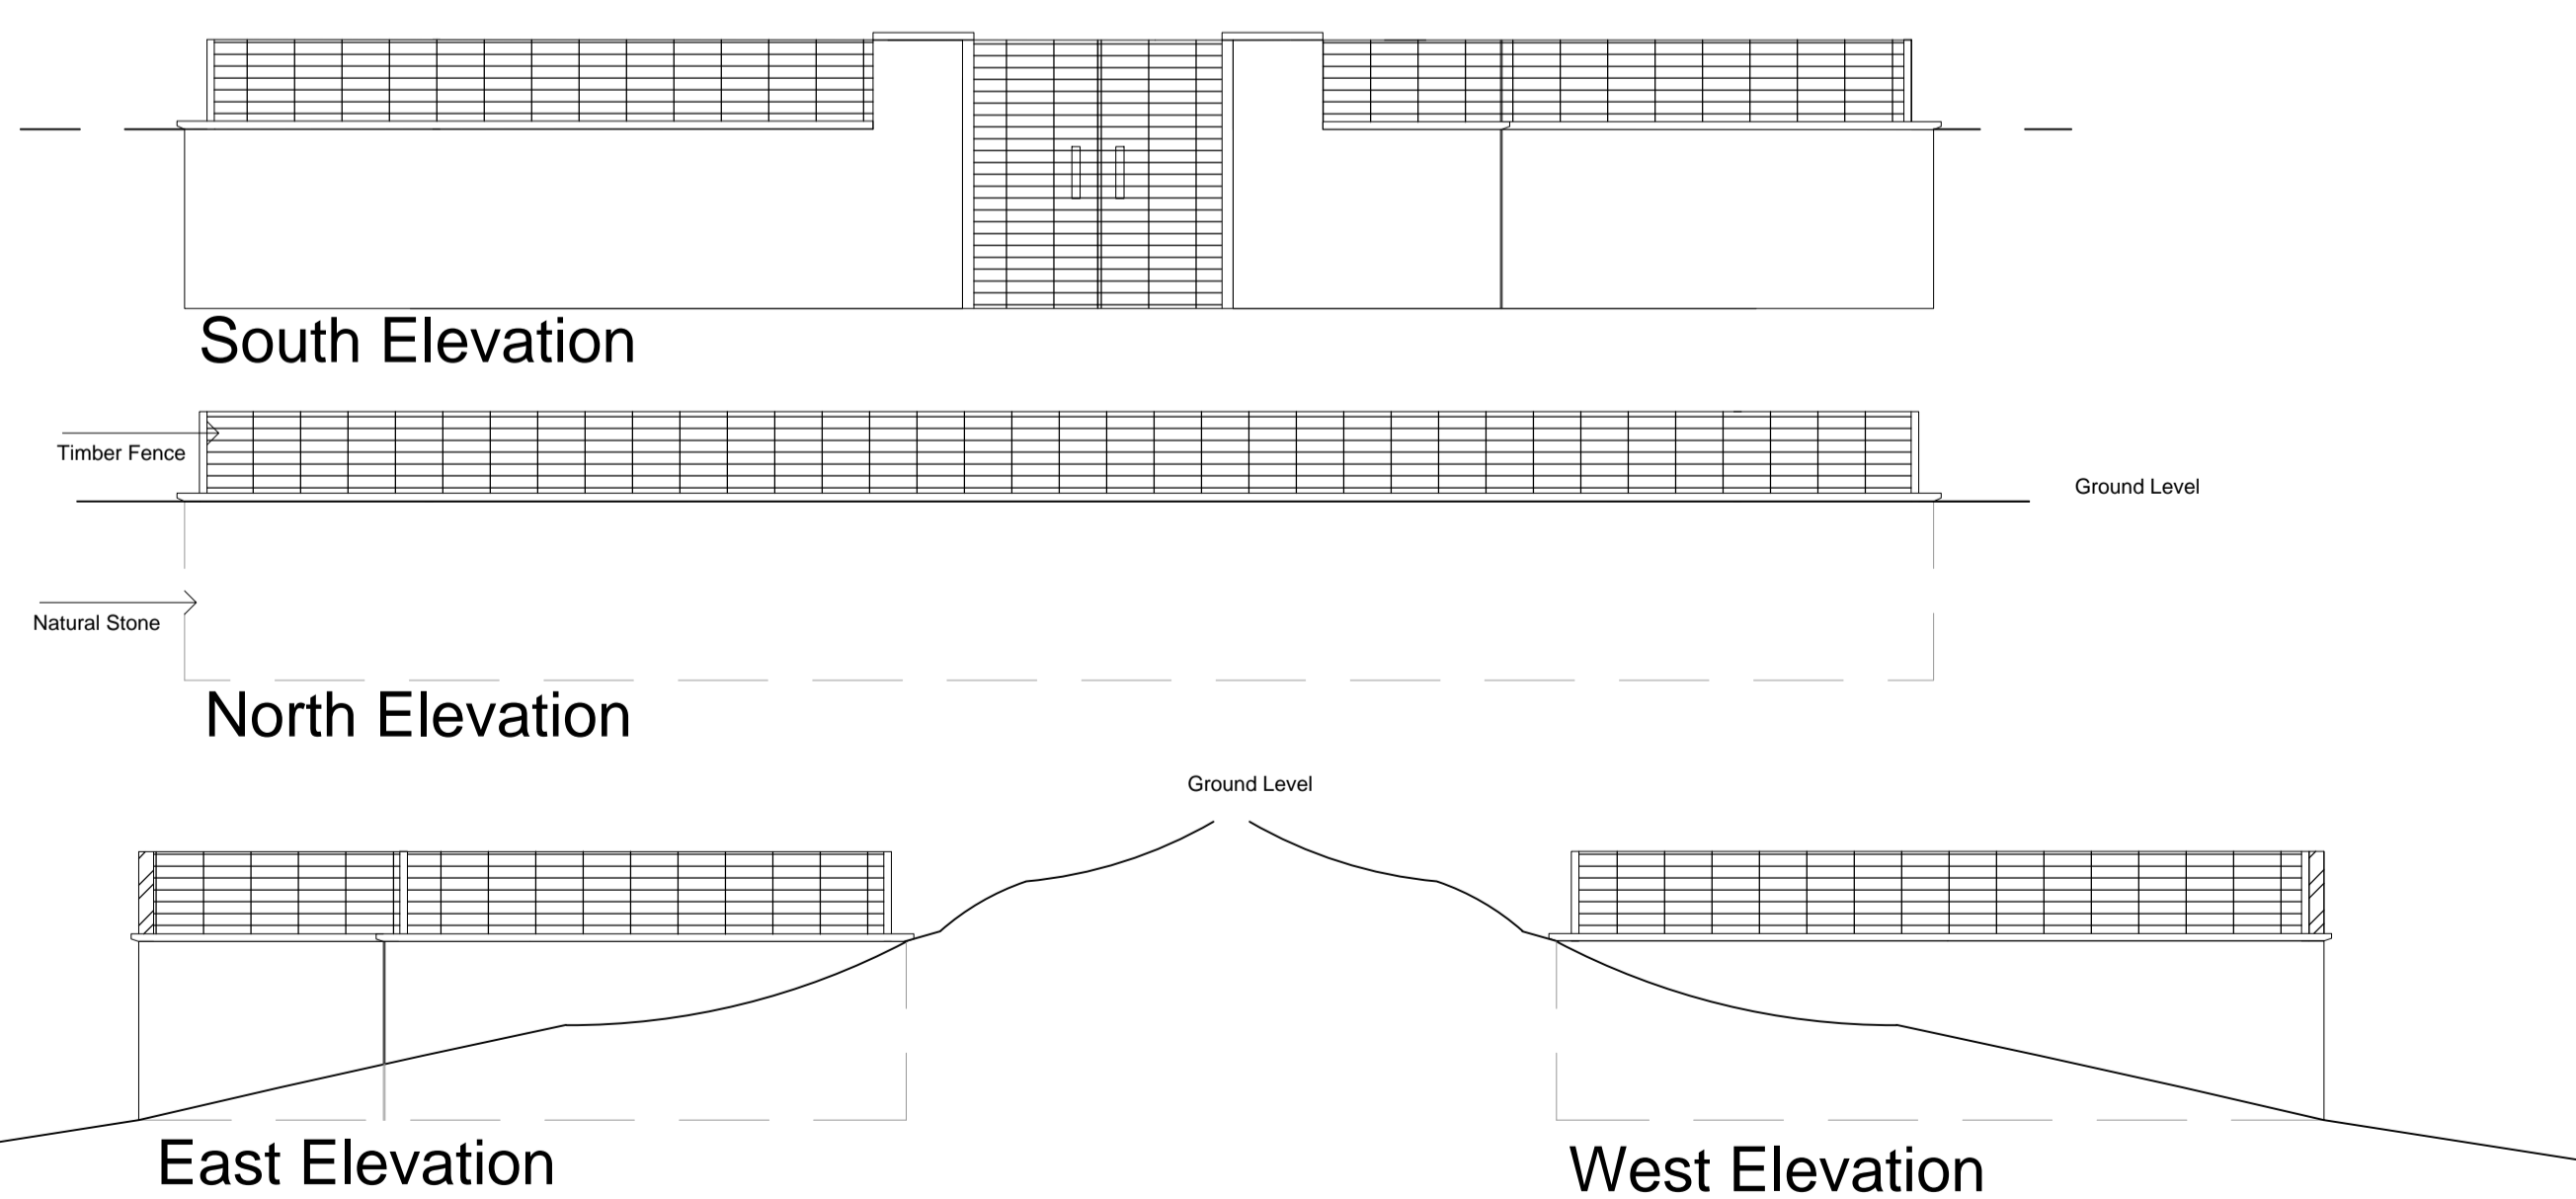 South Elevation
Timber Fence
Ground Level
Natural Stone
North Elevation
Ground Level
East Elevation
West Elevation